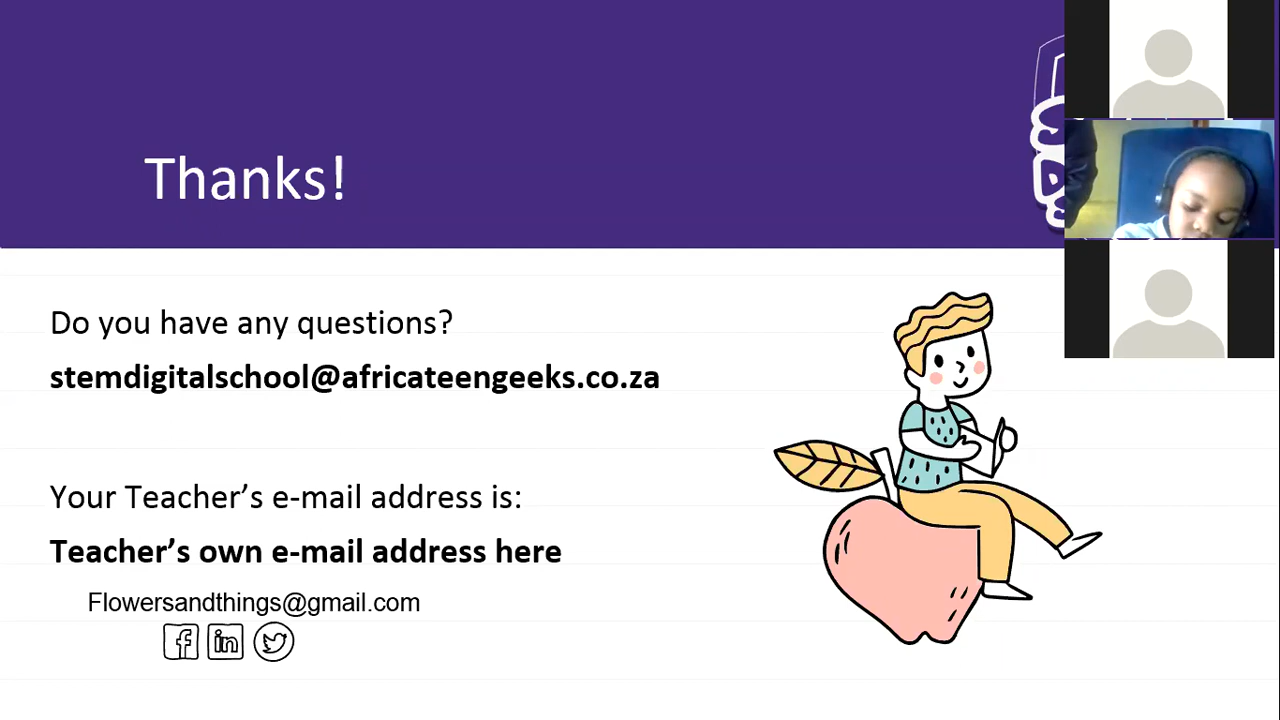 Thanks!
Do you have any questions?
stemdigitalschool@africateengeeks.co.za
Your Teacher’s e-mail address is:
Teacher’s own e-mail address here
Flowersandthings@gmail.com